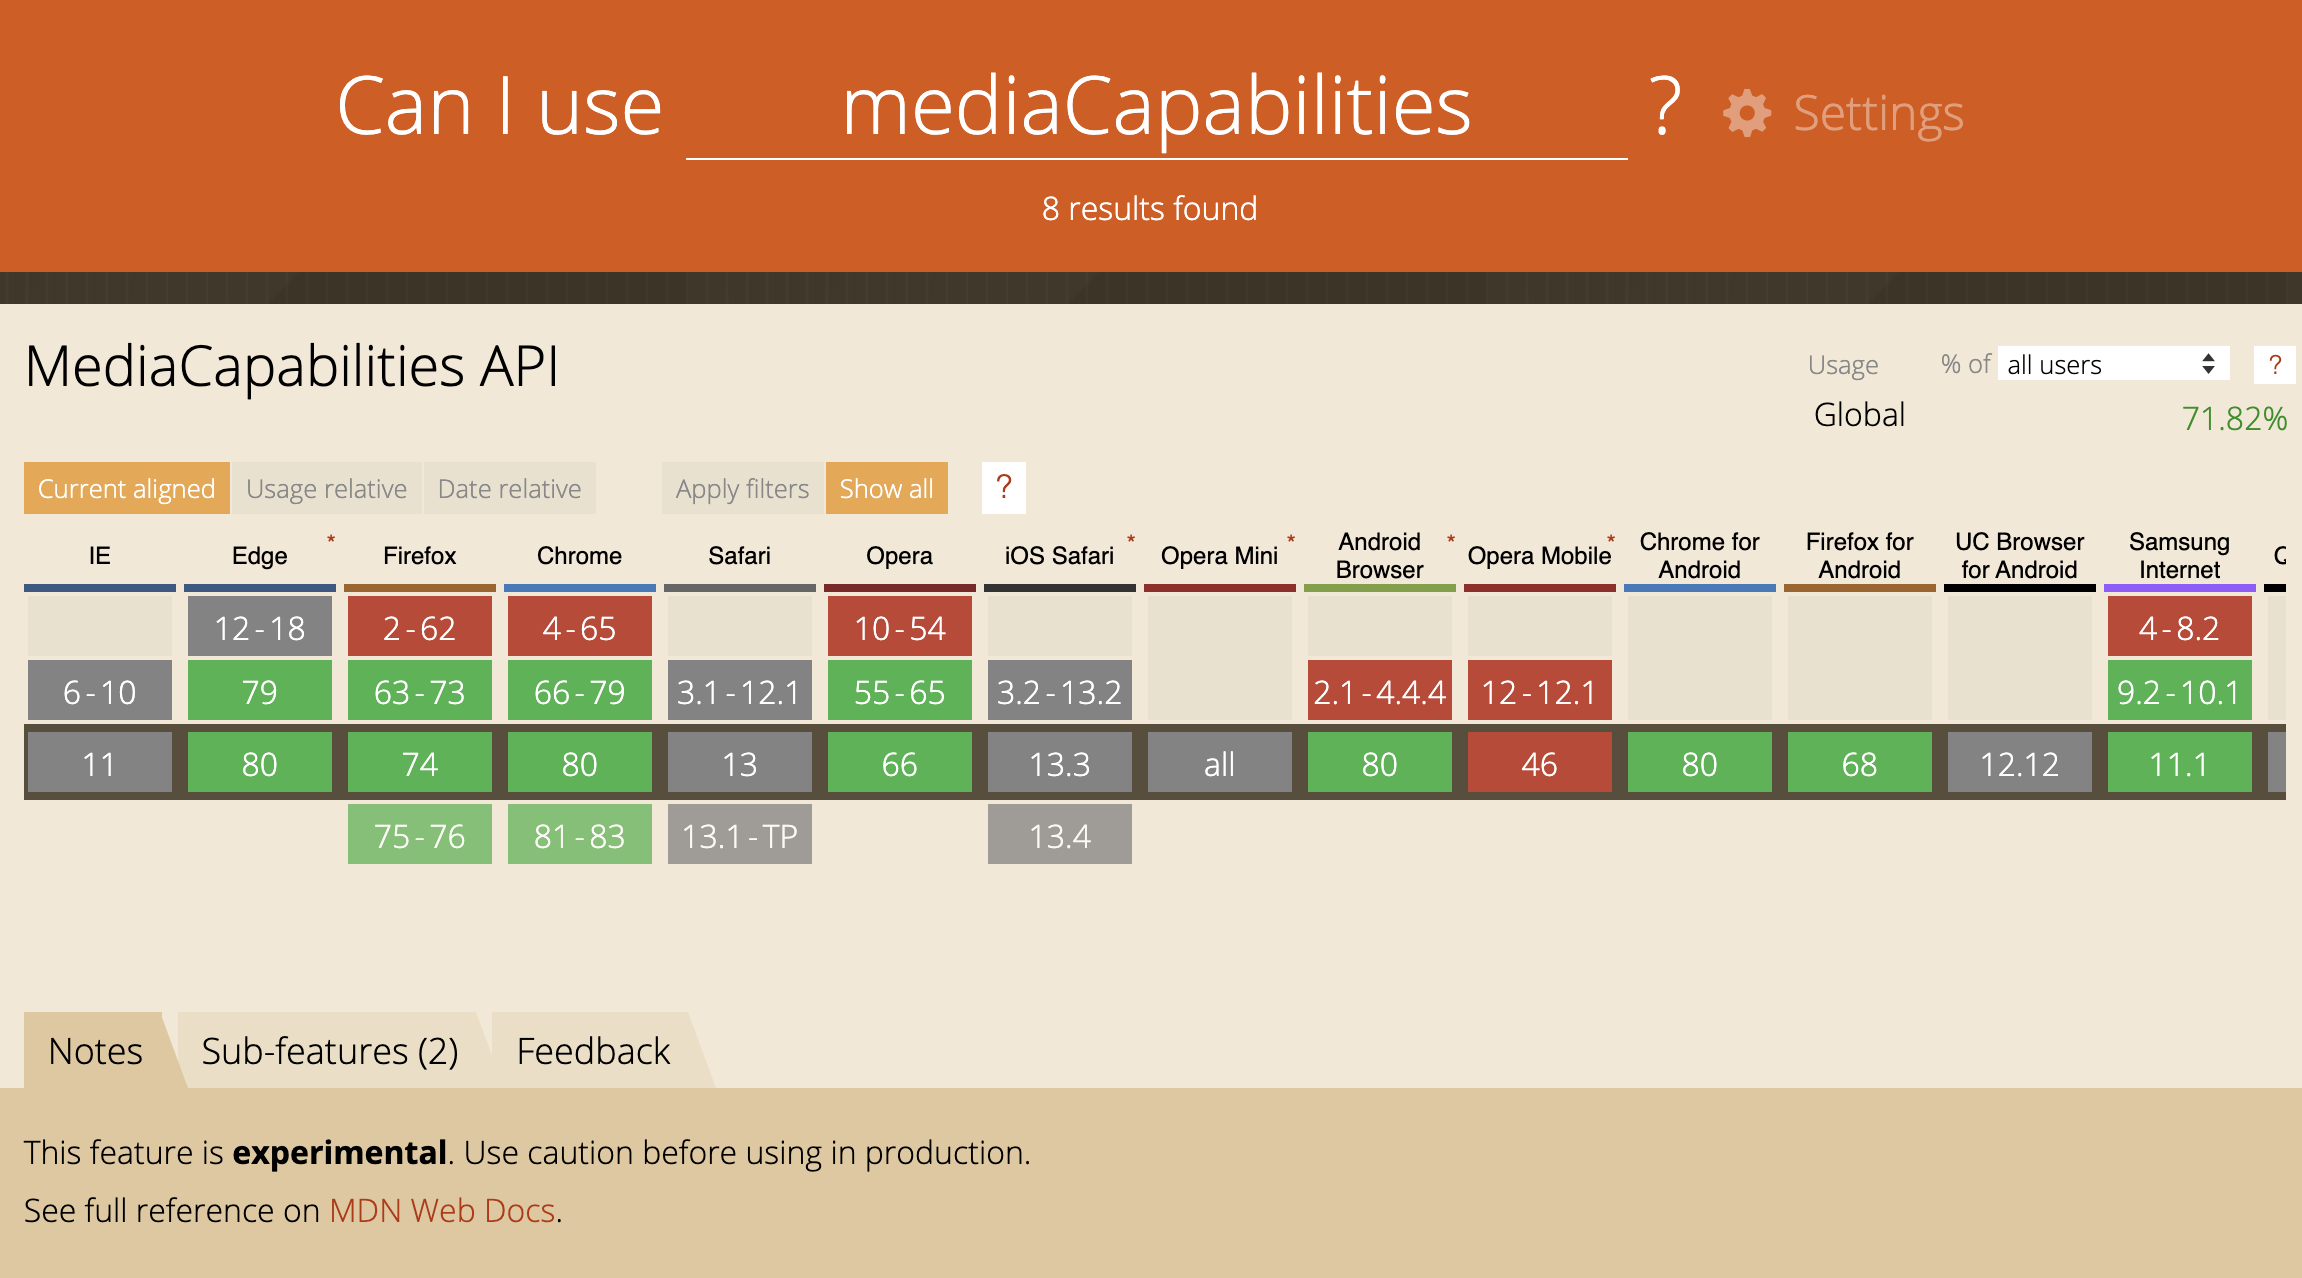 Can I use mediaCapabilities ? Settings
8 results found
MediaCapabilities API
Usage % of all users ?
Global 71.82%
Current aligned Usage relative Date relative Apply filters Show all ?
IE Edge * Firefox Chrome Safari Opera iOS Safari * Opera Mini * Android Browser * Opera Mobile * Chrome for Android Firefox for Android UC Browser for Android Samsung Internet
12-18 2-62 4-65 10-54 4-8.2
6-10 79 63-73 66-79 3.1-12.1 55-65 3.2-13.2 2.1-4.4.4 12-12.1 9.2-10.1
11 80 74 80 13 66 13.3 all 80 46 80 68 12.12 11.1
75-76 81-83 13.1-TP 13.4
Notes Sub-features (2) Feedback
This feature is experimental. Use caution before using in production.
See full reference on MDN Web Docs.